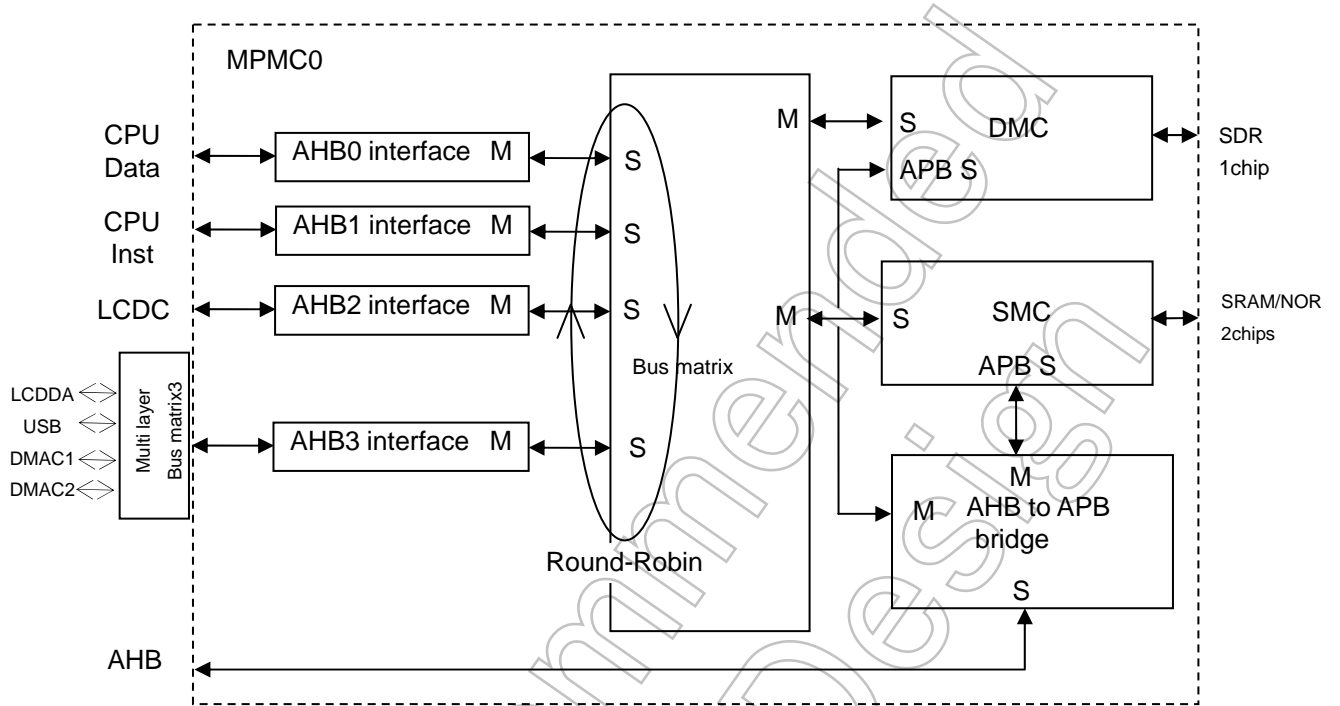 MPMC0
CPU
Data
AHB0 interface M
S
CPU
Inst
AHB1 interface M
S
LCDC
AHB2 interface M
S
LCDDA
USB
DMAC1
DMAC2
Multi layer
Bus matrix3
AHB3 interface M
S
Bus matrix
Round-Robin
M
M
S
DMC
APB S
SDR
1chip
S
SMC
APB S
SRAM/NOR
2chips
M
M
AHB to APB
bridge
S
AHB
mmended
Design